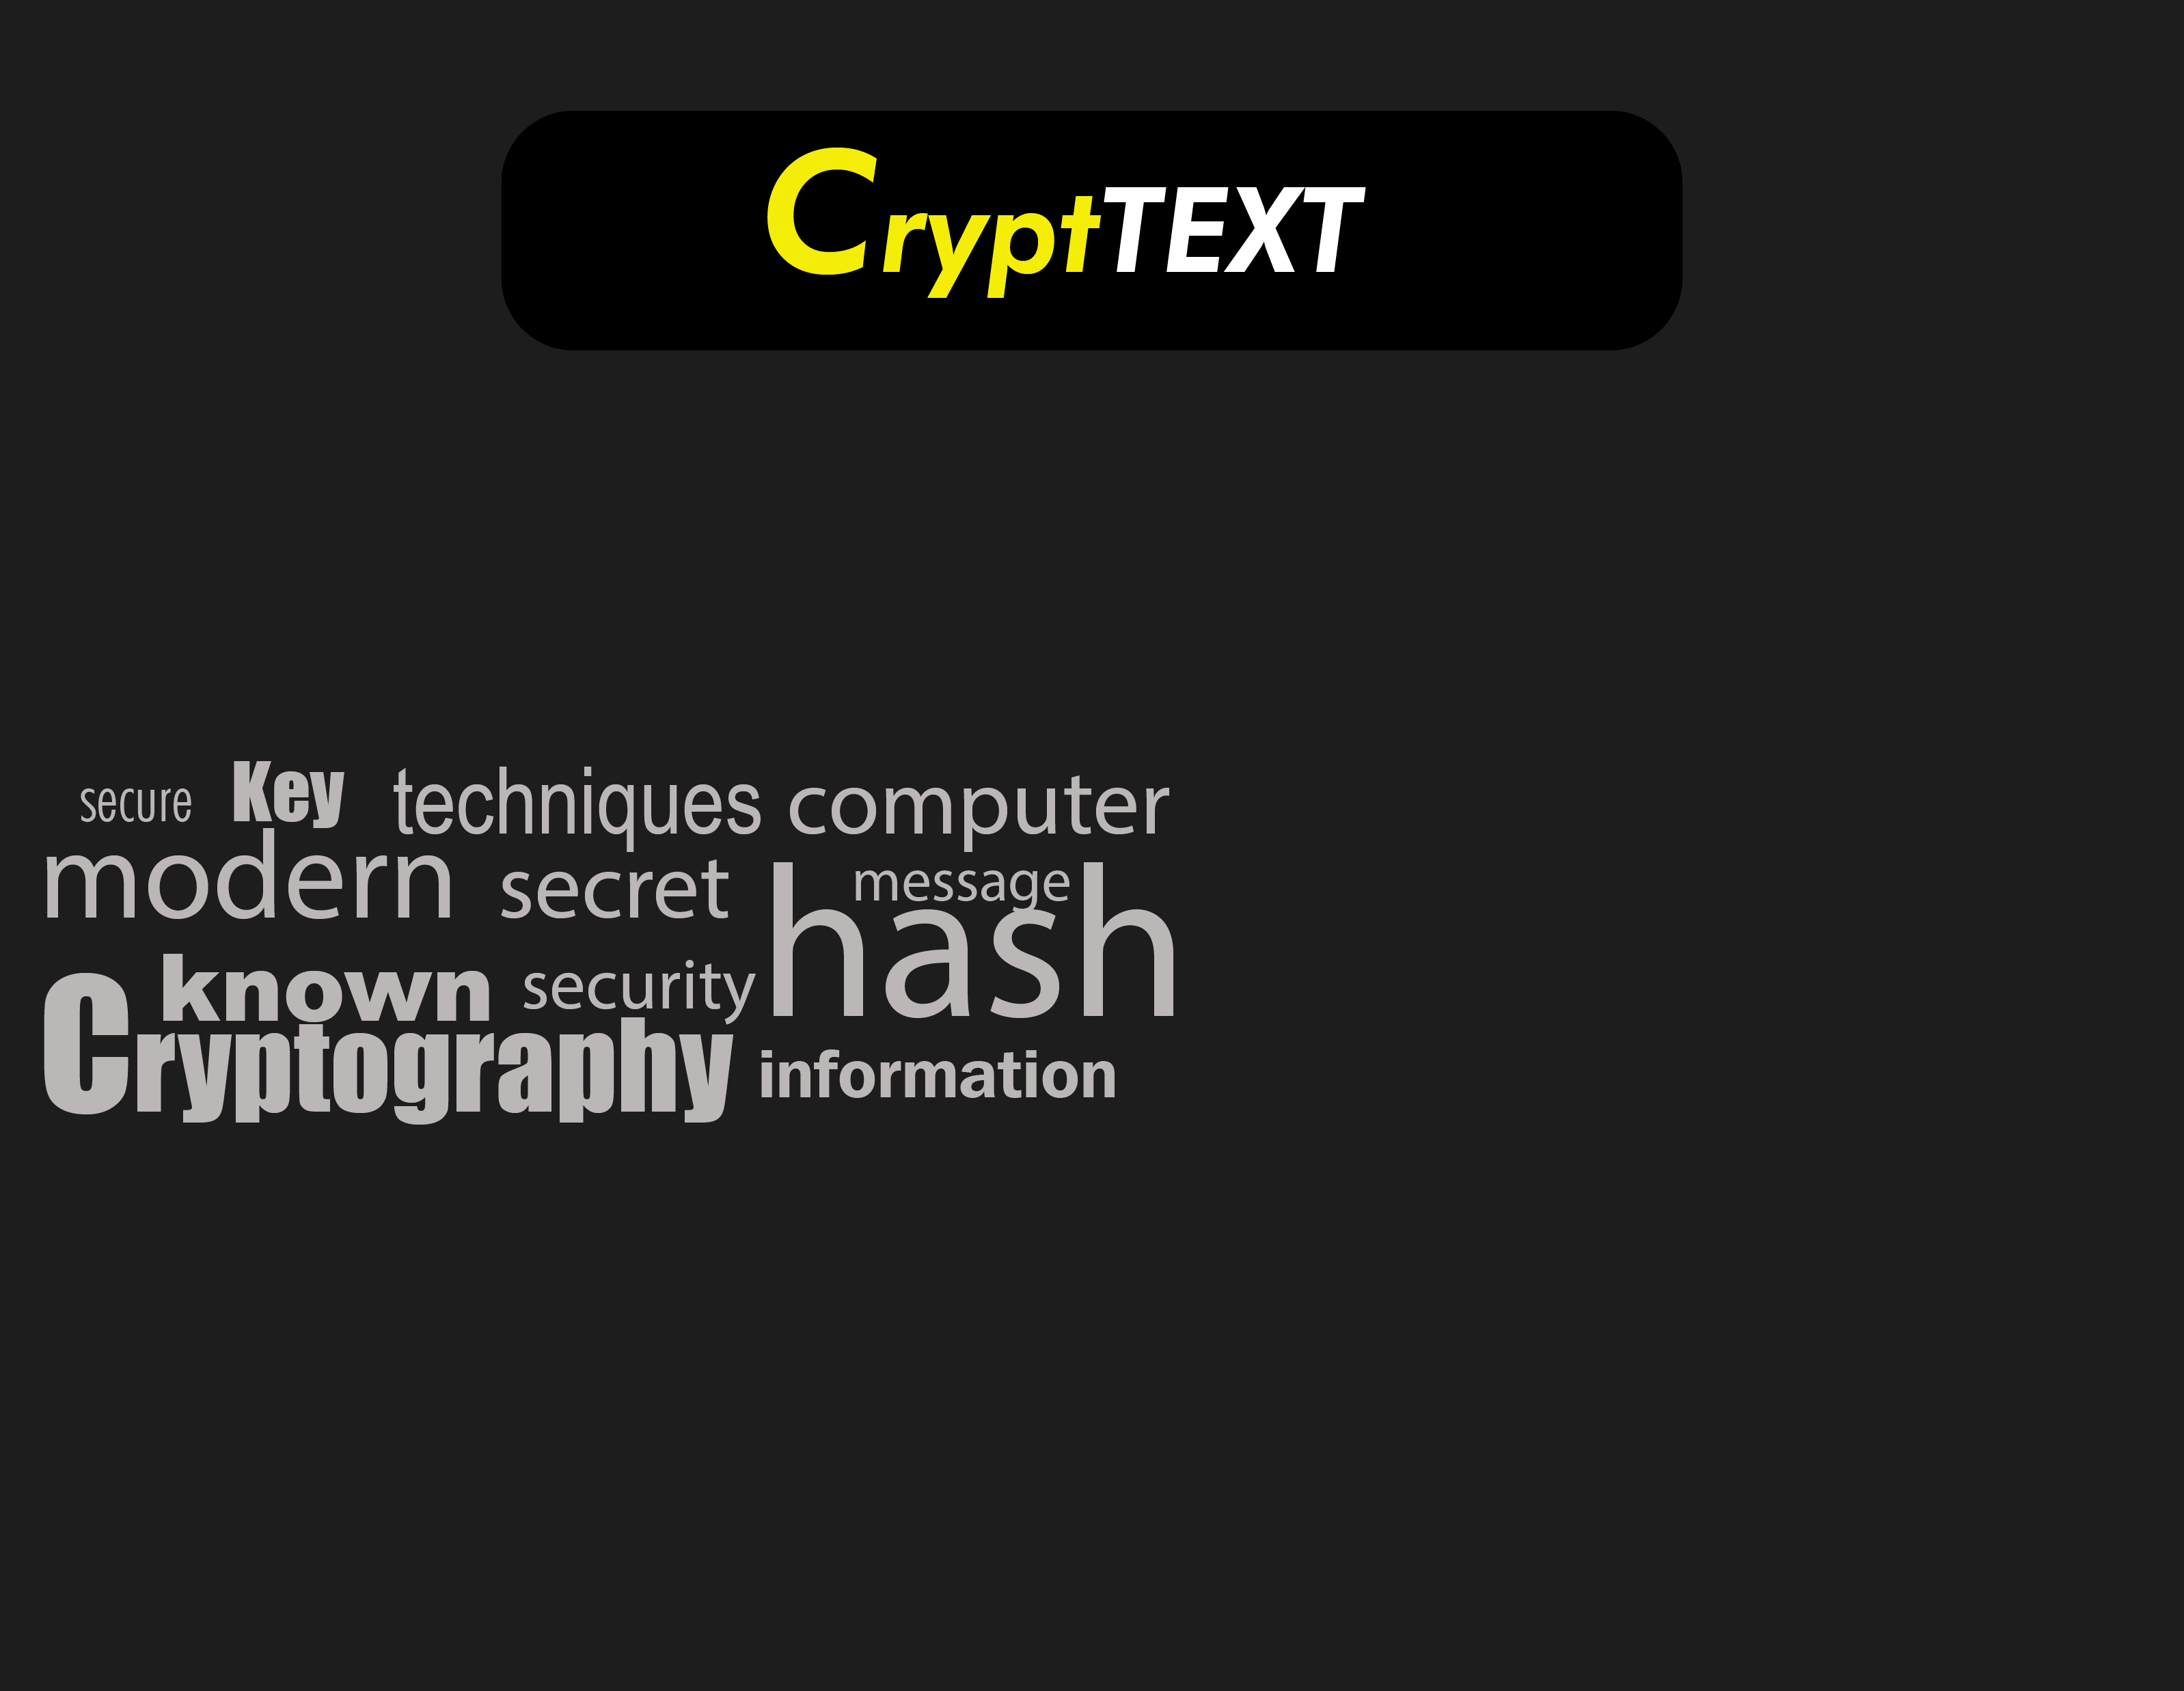 CryptTEXT
secure Key techniques computer
modern secret message
hash
known security
Cryptography information